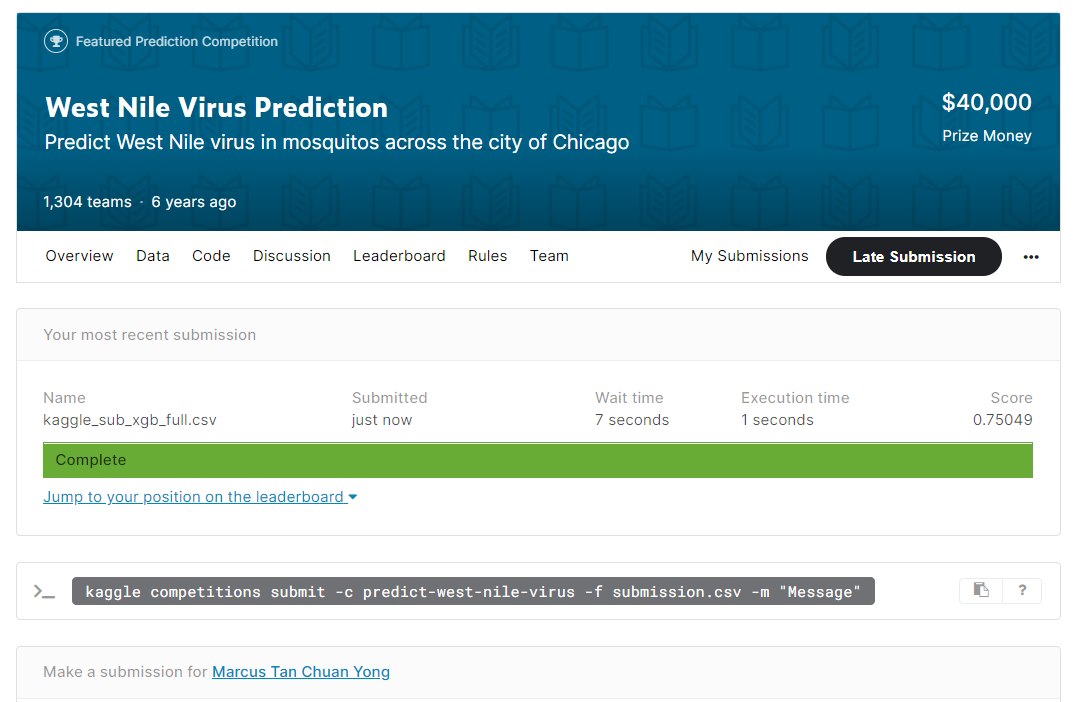 Featured Prediction Competition
West Nile Virus Prediction
$40,000
Predict West Nile virus in mosquitos across the city of Chicago
Prize Money
1,304 teams · 6 years ago
Overview Data Code Discussion Leaderboard Rules Team My Submissions Late Submission ···
Your most recent submission
Name Submitted Wait time Execution time Score
kaggle_sub_xgb_full.csv just now 7 seconds 1 seconds 0.75049
Complete
Jump to your position on the leaderboard
>_ kaggle competitions submit -c predict-west-nile-virus -f submission.csv -m "Message" ?
Make a submission for Marcus Tan Chuan Yong